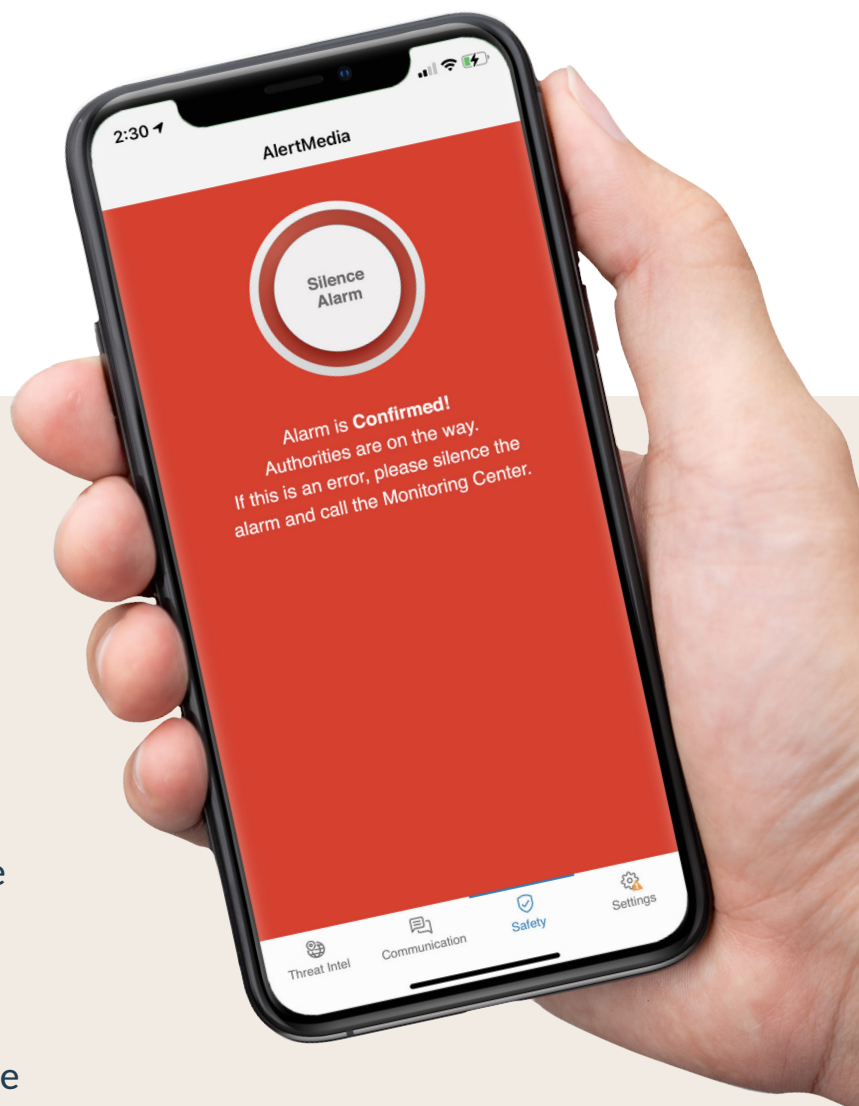 2:30
AlertMedia
Silence
Alarm
Alarm is Confirmed!
Authorities are on the way.
If this is an error, please silence the
alarm and call the Monitoring Center.
Threat Intel
Communication
Safety
Settings
e
e